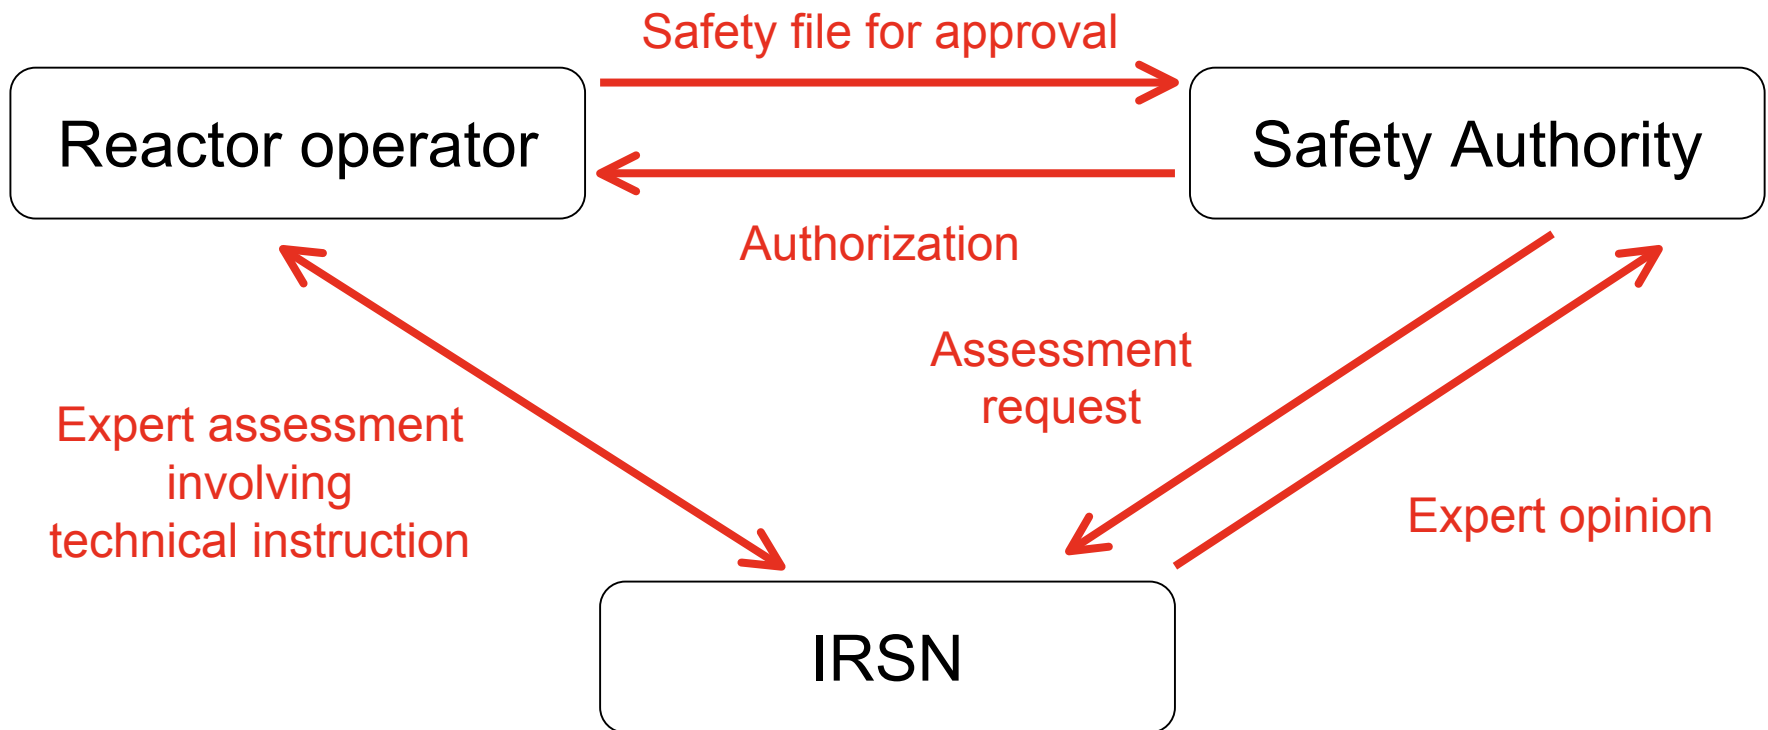 Safety file for approval
Reactor operator
Safety Authority
Authorization
Assessment
request
Expert assessment
involving
technical instruction
Expert opinion
IRSN